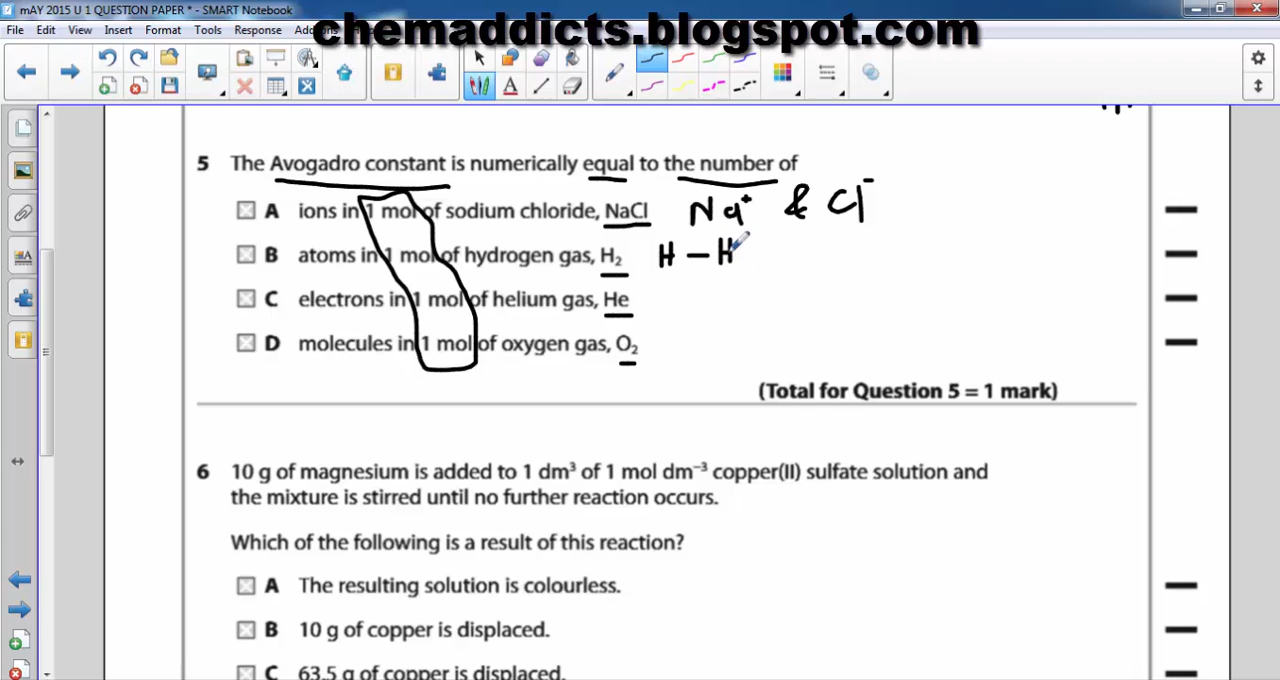 mAY 2015 U 1 QUESTION PAPER * - SMART Notebook
chemaddicts.blogspot.com
File Edit View Insert Format Tools Response
5 The Avogadro constant is numerically equal to the number of
A ions in 1 mol of sodium chloride, NaCl Na⁺ & Cl⁻
B atoms in 1 mol of hydrogen gas, H₂ H – H
C electrons in 1 mol of helium gas, He
D molecules in 1 mol of oxygen gas, O₂
(Total for Question 5 = 1 mark)
6 10 g of magnesium is added to 1 dm³ of 1 mol dm⁻³ copper(II) sulfate solution and
the mixture is stirred until no further reaction occurs.
Which of the following is a result of this reaction?
A The resulting solution is colourless.
B 10 g of copper is displaced.
C 63.5 g of copper is displaced.